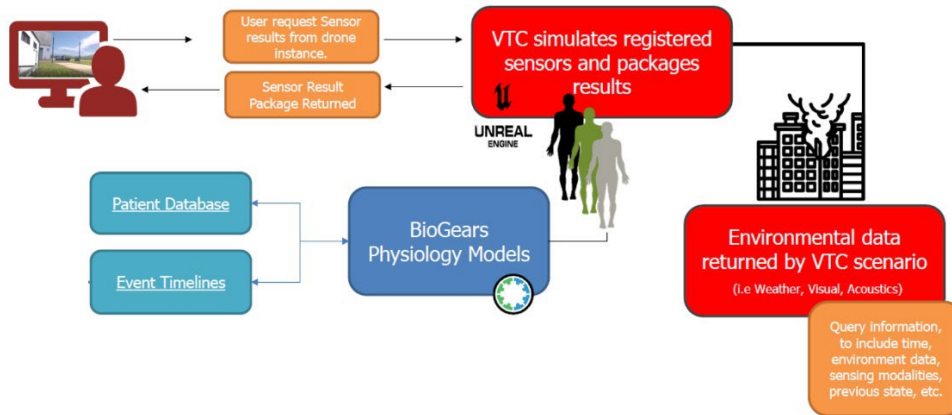 User request Sensor
results from drone
instance.
Sensor Result
Package Returned
VTC simulates registered
sensors and packages
results
UNREAL
ENGINE
Patient Database
Event Timelines
BioGears
Physiology Models
Environmental data
returned by VTC scenario
(i.e Weather, Visual, Acoustics)
Query information,
to include time,
environment data,
sensing modalities,
previous state, etc.